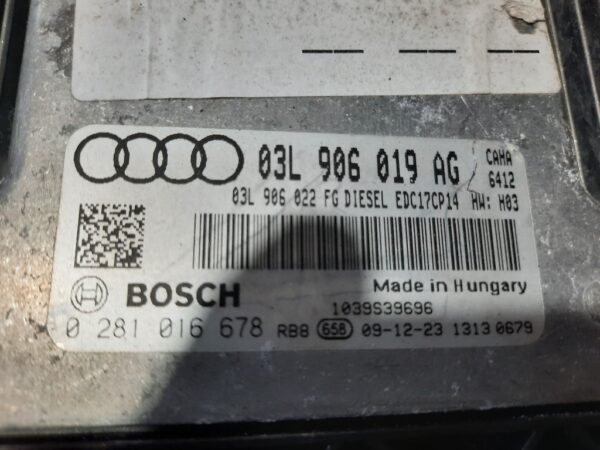 03L 906 019 AG CAHA
6412
03L 906 022 FG DIESEL EDC17CP14 HW: H03
Made in Hungary
BOSCH
1039S39696
0 281 016 678 RB8 658 09-12-23 1313 0679